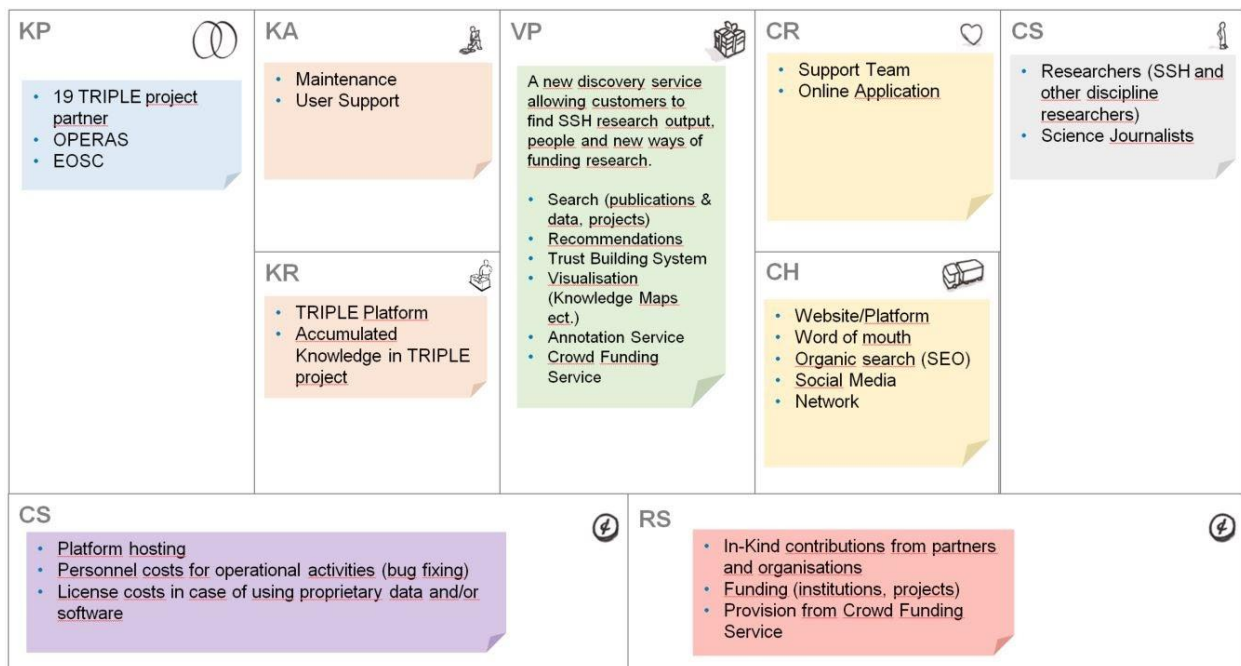 KP
• 19 TRIPLE project
partner
• OPERAS
• EOSC
KA
• Maintenance
• User Support
KR
• TRIPLE Platform
• Accumulated
Knowledge in TRIPLE
project
VP
A new discovery service
allowing customers to
find SSH research output,
people and new ways of
funding research.
• Search (publications &
data, projects)
• Recommendations
• Trust Building System
• Visualisation
(Knowledge Maps
ect.)
• Annotation Service
• Crowd Funding
Service
CR
• Support Team
• Online Application
CH
• Website/Platform
• Word of mouth
• Organic search (SEO)
• Social Media
• Network
CS
• Researchers (SSH and
other discipline
researchers)
• Science Journalists
CS
• Platform hosting
• Personnel costs for operational activities (bug fixing)
• License costs in case of using proprietary data and/or
software
RS
• In-Kind contributions from partners
and organisations
• Funding (institutions, projects)
• Provision from Crowd Funding
Service